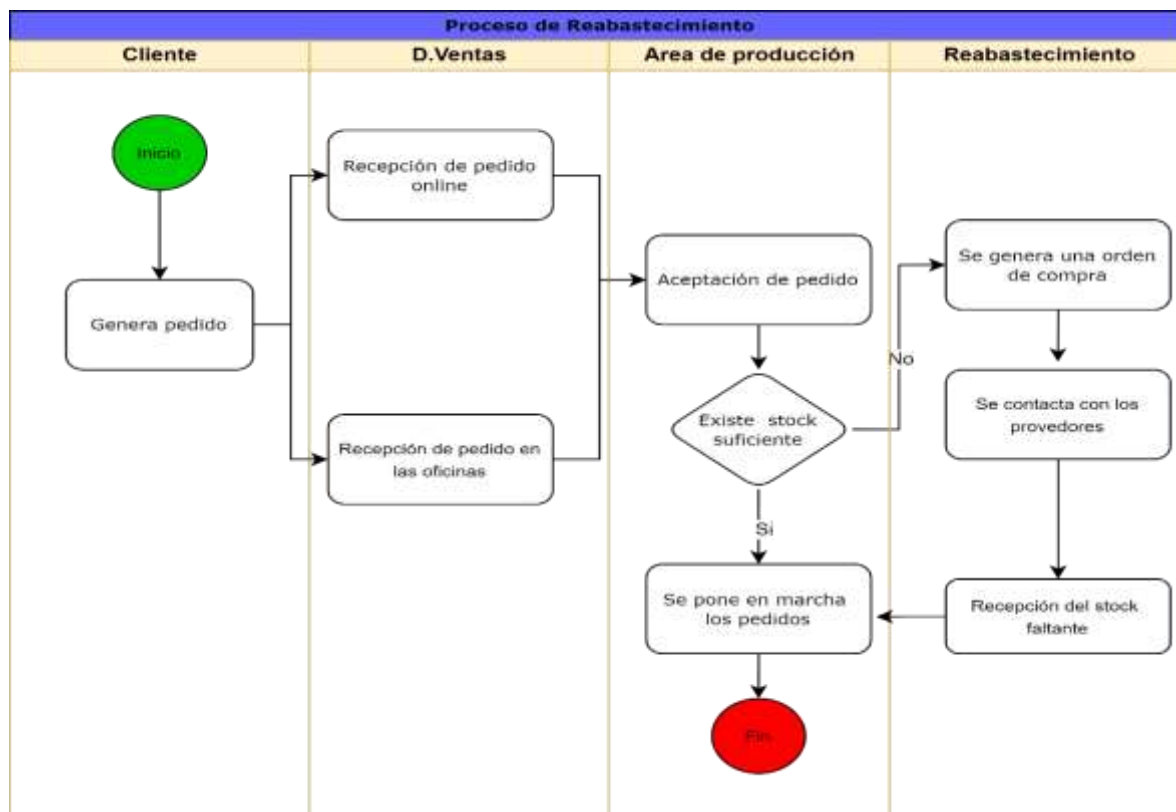 Proceso de Reabastecimiento
Cliente
D.Ventas
Area de producción
Reabastecimiento
Inicio
Genera pedido
Recepción de pedido
online
Recepción de pedido en
las oficinas
Aceptación de pedido
Existe stock
suficiente
No
Si
Se pone en marcha
los pedidos
Fin
Se genera una orden
de compra
Se contacta con los
provedores
Recepción del stock
faltante